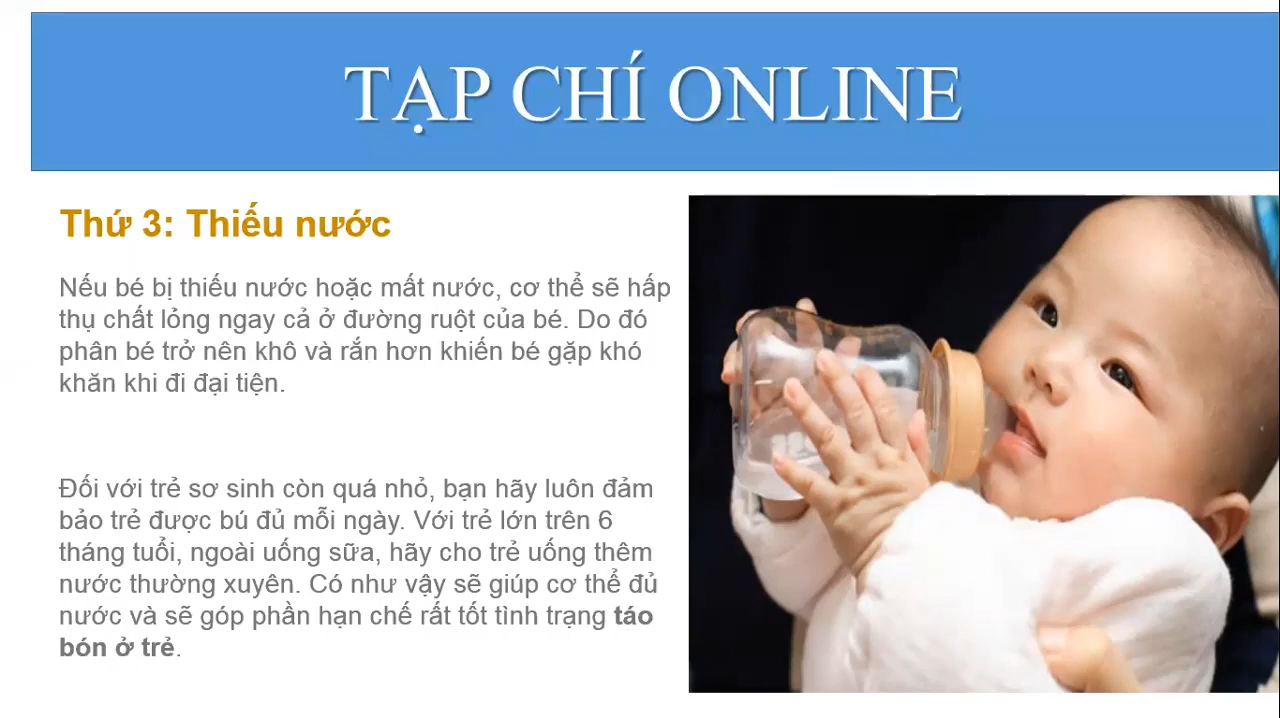 TẠP CHÍ ONLINE
Thứ 3: Thiếu nước
Nếu bé bị thiếu nước hoặc mất nước, cơ thể sẽ hấp
thụ chất lỏng ngay cả ở đường ruột của bé. Do đó
phân bé trở nên khô và rắn hơn khiến bé gặp khó
khăn khi đi đại tiện.
Đối với trẻ sơ sinh còn quá nhỏ, bạn hãy luôn đảm
bảo trẻ được bú đủ mỗi ngày. Với trẻ lớn trên 6
tháng tuổi, ngoài uống sữa, hãy cho trẻ uống thêm
nước thường xuyên. Có như vậy sẽ giúp cơ thể đủ
nước và sẽ góp phần hạn chế rất tốt tình trạng táo
bón ở trẻ.